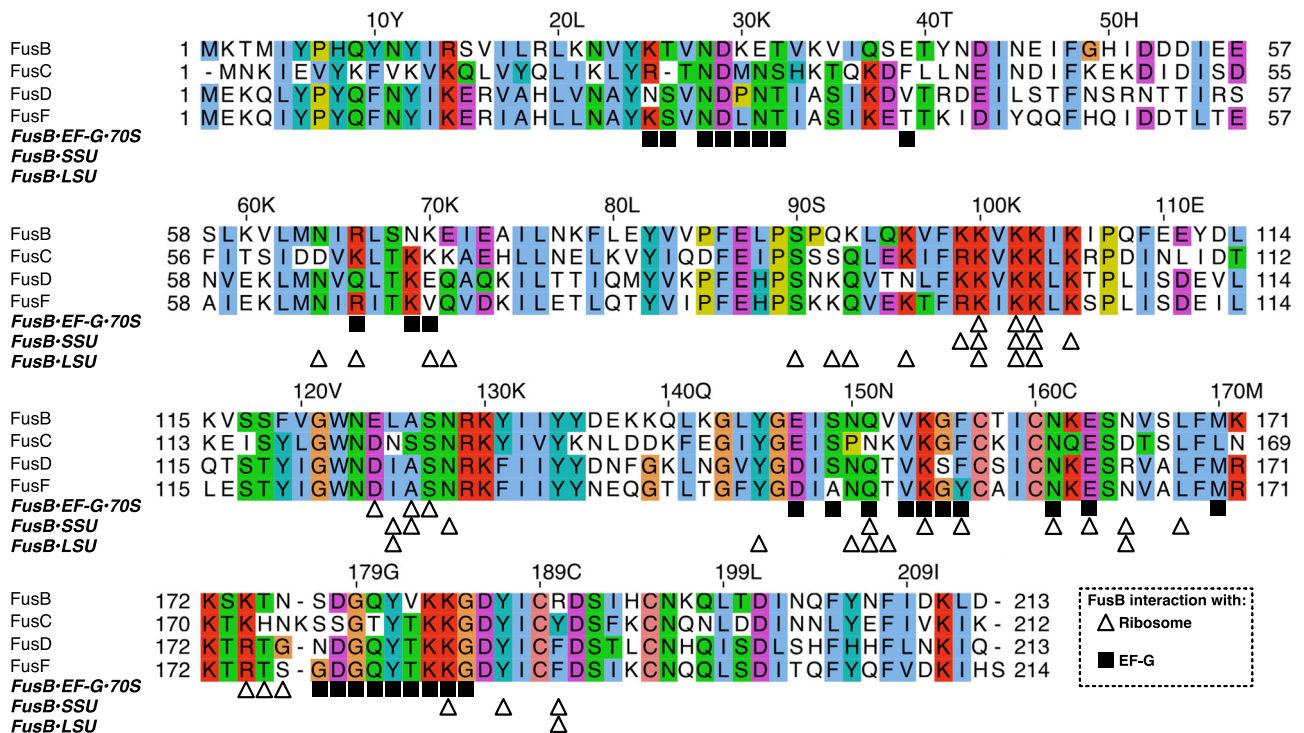 10Y 20L 30K 40T 50H
FusB 1 MKTMIYPHQYNYIRSVILRLKNVYKTVNDKETVKVIQSETYNDINEIFGHIDDDIEE 57
FusC 1 -MNKIEVYKFVKVKQLVYQLIKLYR-TNDMNSHKTQKDFLLNEINDIFKEKDIDISD 55
FusD 1 MEKQLYPYQFNYIKERVAHLVNAYNSVNDPNTIASIKDVTRDEILSTFNSRNTTIRS 57
FusF 1 MEKQIYPYQFNYIKERIAHLLNAYKSVNDLNTIASIKETTKIDIYQQFHQIDDTLTE 57
FusB•EF-G•70S
FusB•SSU
FusB•LSU
60K 70K 80L 90S 100K 110E
FusB 58 SLKVLMNIRLSNKEIEAILNKFLEYVVPFELPSPQKLQKVFKKVKKIKIPQFEEYDL 114
FusC 56 FITSIDDVKLTKKKAEHLLNELKVYIQDFEIPSSSQLEKIFRKVKKLKRPDINLIDT 112
FusD 58 NVEKLMNVQLTKEQAQKILTTIQMYVKPFEHPSNKQVTNLFRKVKKLKTPLISDEVL 114
FusF 58 AIEKLMNIRITKVQVDKILETLQTYVIPFEHPSKKQVEKTFRKIKKLKSPLISDEIL 114
FusB•EF-G•70S
FusB•SSU
FusB•LSU
120V 130K 140Q 150N 160C 170M
FusB 115 KVSSFVGWNELASNRKYIIYYDEKKQLKGLYGEISNQVVKGFCTICNKESNVSLFMK 171
FusC 113 KEISYLGWNDNSSNRKYIVYKNLDDKFEGIYGEISPNKVKGFCKICNQESDTSLFLN 169
FusD 115 QTSTYIGWNDIASNRKFIIYYDNFGKLNGVYGDISNQTVKSFCSICNKESRVALFMR 171
FusF 115 LESTYIGWNDIASNRKFIIYYNEQGTLTGFYGDIANQTVKGYCAICNKESNVALFMR 171
FusB•EF-G•70S
FusB•SSU
FusB•LSU
179G 189C 199L 209I
FusB 172 KSKTN-SDGQYVKKGDYICRDSIHCNKQLTDINQFYNFIDKLD- 213
FusC 170 KTKHNKSSGTYTKKGDYICYDSFKCNQNLDDINNLYEFIVKIK- 212
FusD 172 KTRTG-NDGQYTKKGDYICFDSTLCNHQISDLSHFHHFLNKIQ- 213
FusF 172 KTRTS-GDGQYTKKGDYICFDSIKCNQQLSDITQFYQFVDKIHS 214
FusB•EF-G•70S
FusB•SSU
FusB•LSU
FusB interaction with:
Ribosome
EF-G